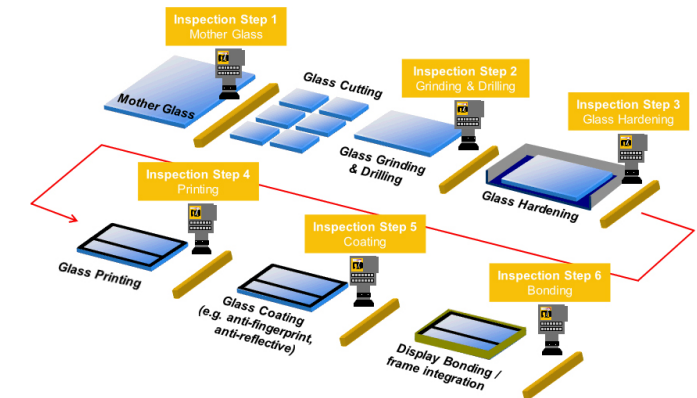 Inspection Step 1
Mother Glass
Mother Glass
Glass Cutting
Inspection Step 2
Grinding & Drilling
Glass Grinding
& Drilling
Inspection Step 3
Glass Hardening
Glass Hardening
Inspection Step 4
Printing
Glass Printing
Inspection Step 5
Coating
Glass Coating
(e.g. anti-fingerprint,
anti-reflective)
Inspection Step 6
Bonding
Display Bonding /
frame integration